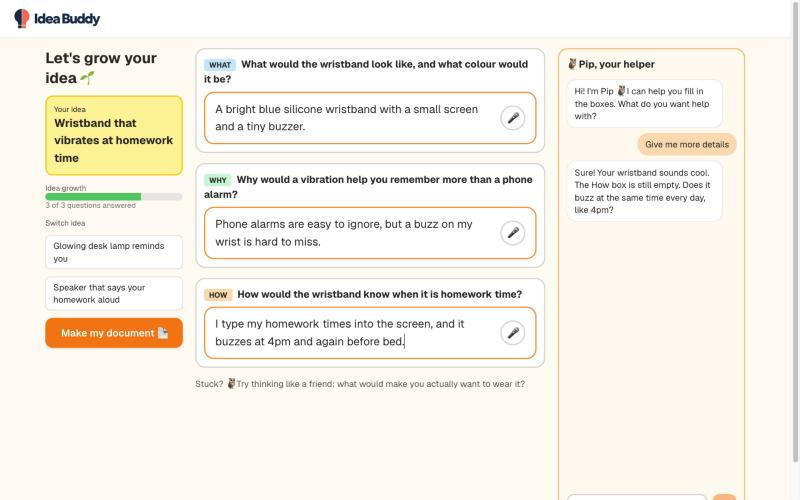 Idea Buddy
Let's grow your
idea
Your idea
Wristband that
vibrates at homework
time
Idea growth
3 of 3 questions answered
Switch idea
Glowing desk lamp reminds
you
Speaker that says your
homework aloud
Make my document
WHAT What would the wristband look like, and what colour would
it be?
A bright blue silicone wristband with a small screen
and a tiny buzzer.
WHY Why would a vibration help you remember more than a phone
alarm?
Phone alarms are easy to ignore, but a buzz on my
wrist is hard to miss.
HOW How would the wristband know when it is homework time?
I type my homework times into the screen, and it
buzzes at 4pm and again before bed.
Stuck? Try thinking like a friend: what would make you actually want to wear it?
Pip, your helper
Hi! I'm Pip I can help you fill in
the boxes. What do you want help
with?
Give me more details
Sure! Your wristband sounds cool.
The How box is still empty. Does it
buzz at the same time every day,
like 4pm?